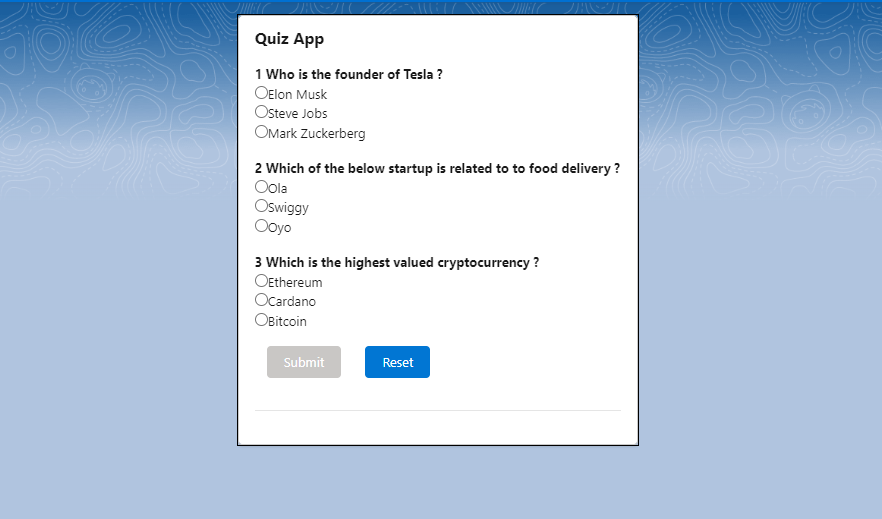 Quiz App
1 Who is the founder of Tesla ?
Elon Musk
Steve Jobs
Mark Zuckerberg
2 Which of the below startup is related to to food delivery ?
Ola
Swiggy
Oyo
3 Which is the highest valued cryptocurrency ?
Ethereum
Cardano
Bitcoin
Submit Reset